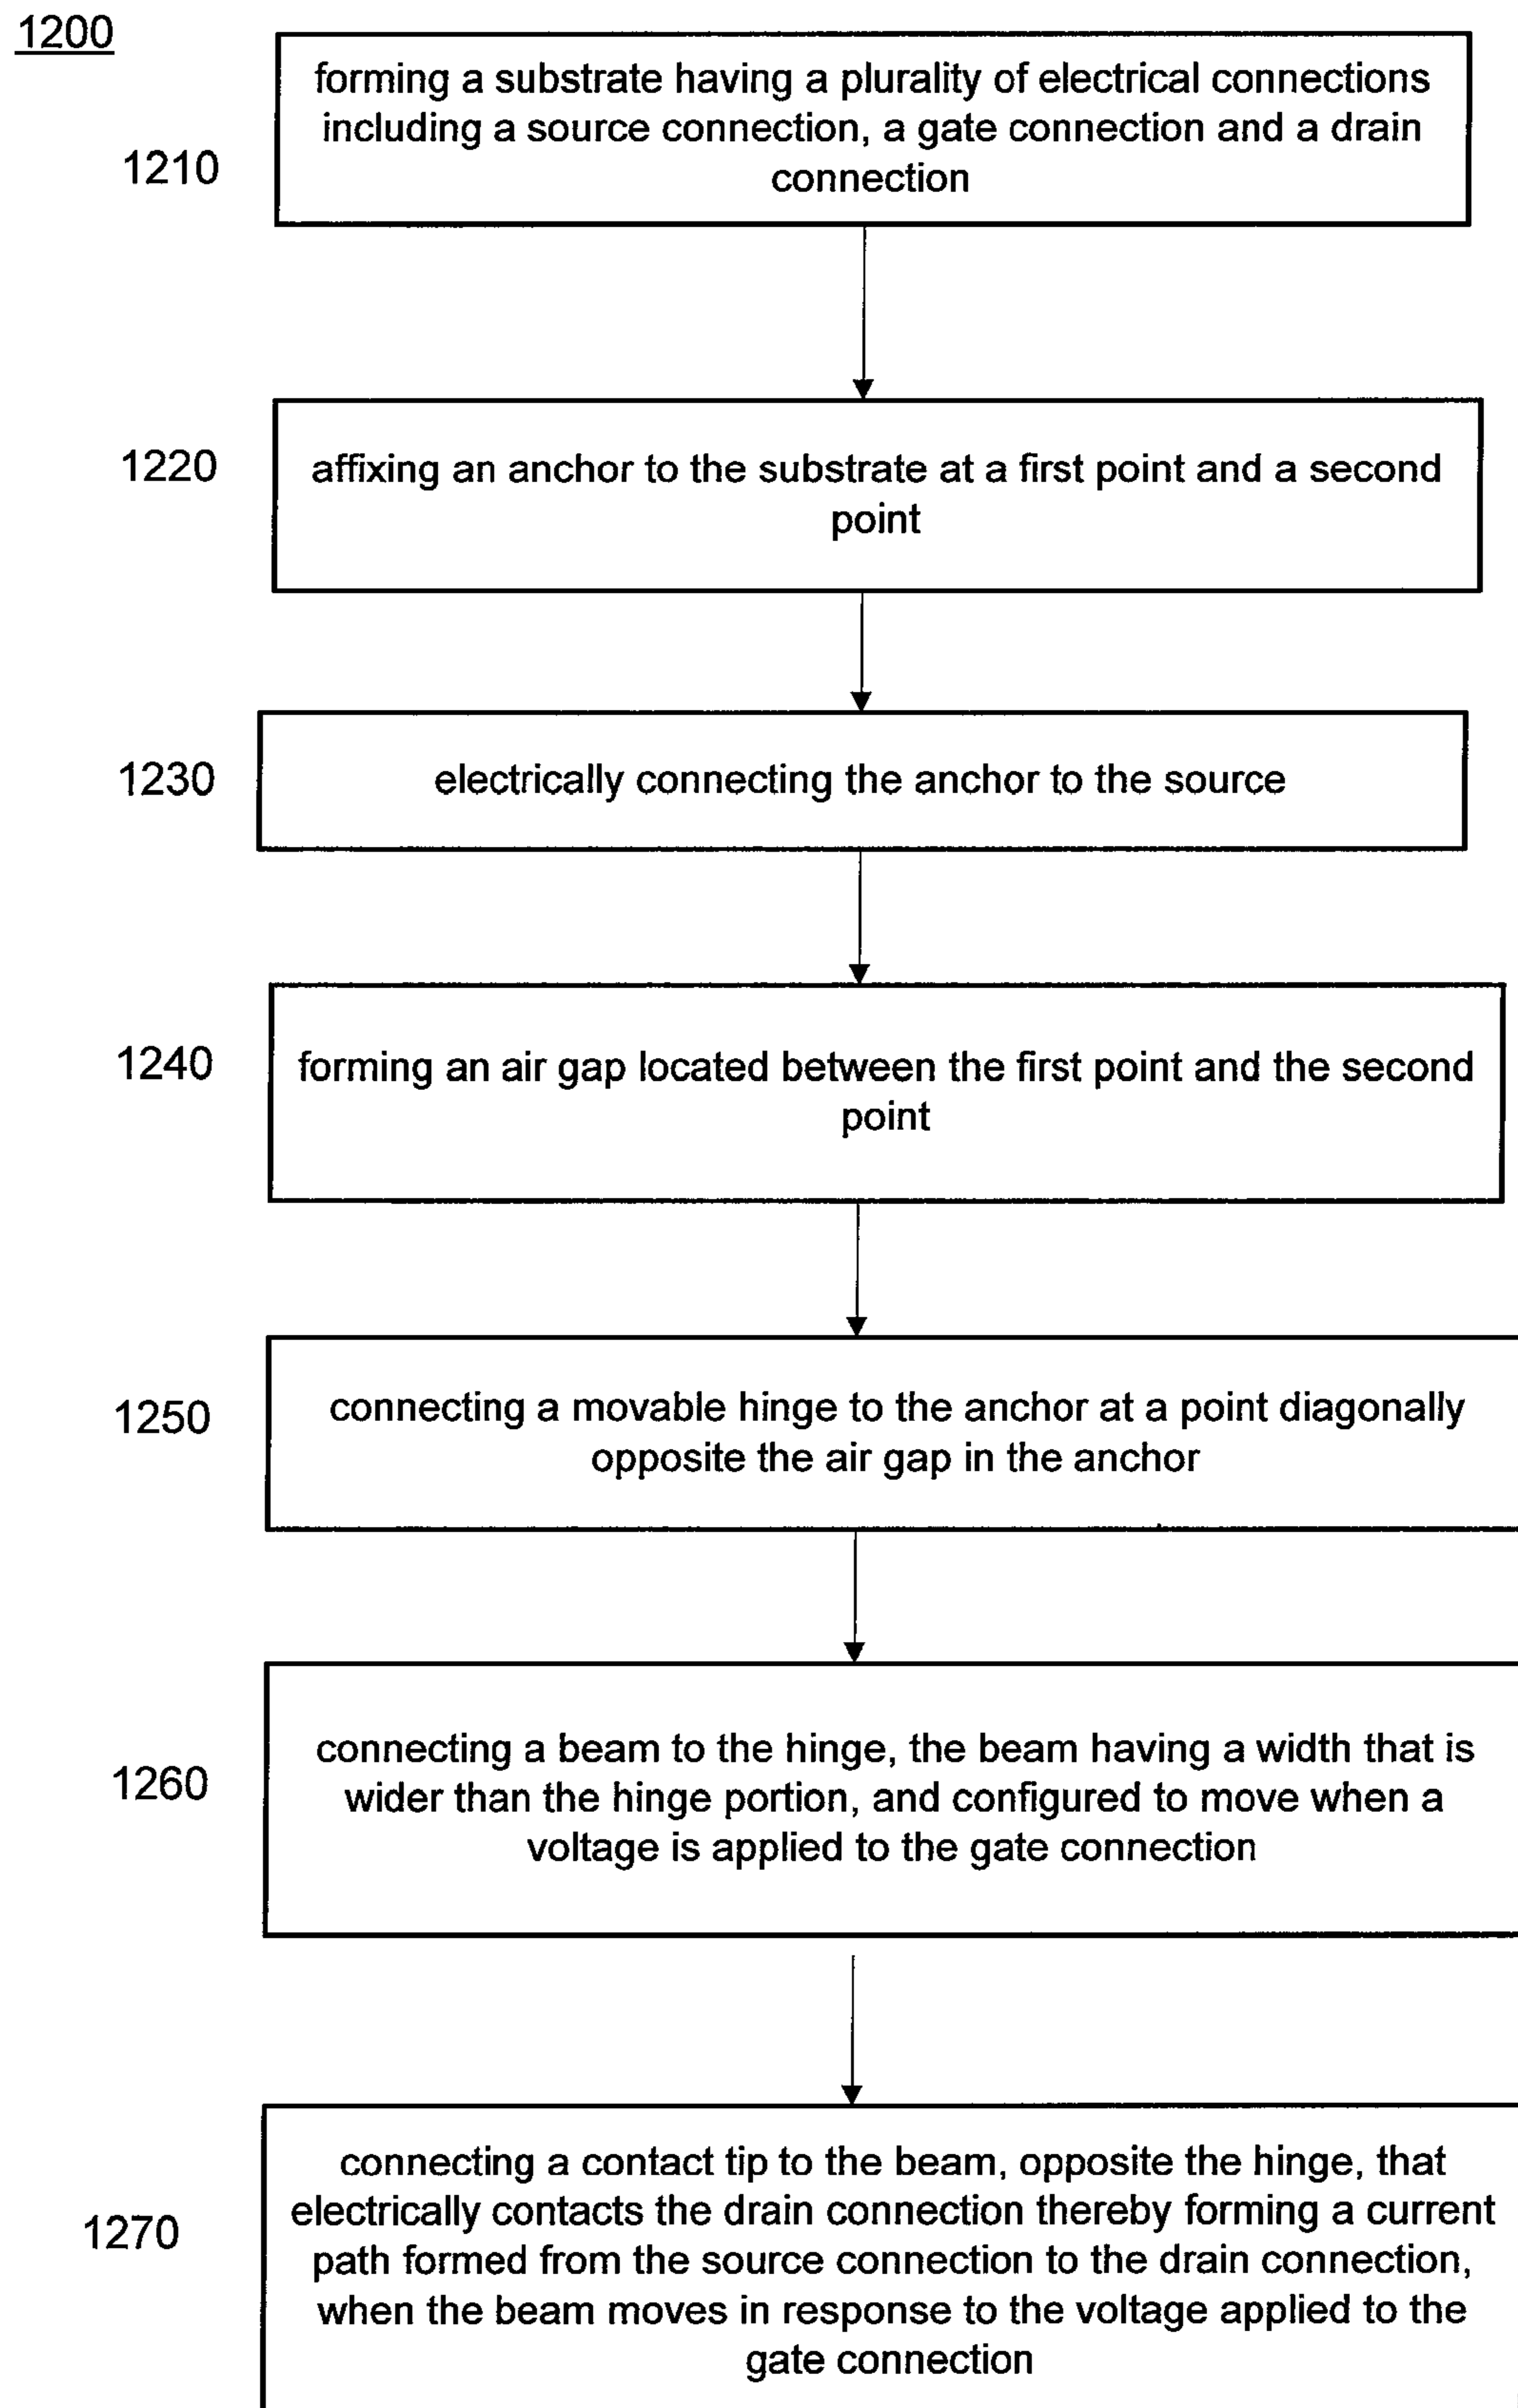 1200
forming a substrate having a plurality of electrical connections
including a source connection, a gate connection and a drain
connection
1210
1220
affixing an anchor to the substrate at a first point and a second
point
1230
electrically connecting the anchor to the source
1240
forming an air gap located between the first point and the second
point
1250
connecting a movable hinge to the anchor at a point diagonally
opposite the air gap in the anchor
1260
connecting a beam to the hinge, the beam having a width that is
wider than the hinge portion, and configured to move when a
voltage is applied to the gate connection
1270
connecting a contact tip to the beam, opposite the hinge, that
electrically contacts the drain connection thereby forming a current
path formed from the source connection to the drain connection,
when the beam moves in response to the voltage applied to the
gate connection